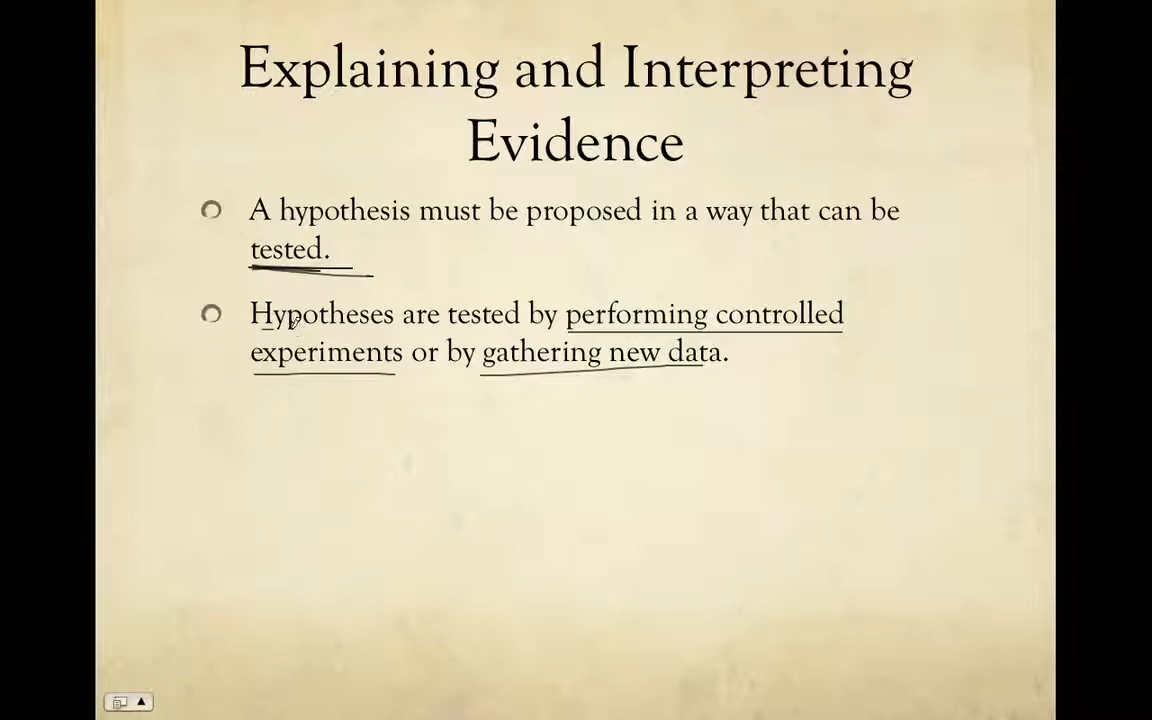 Explaining and Interpreting
Evidence
A hypothesis must be proposed in a way that can be
tested.
Hypotheses are tested by performing controlled
experiments or by gathering new data.